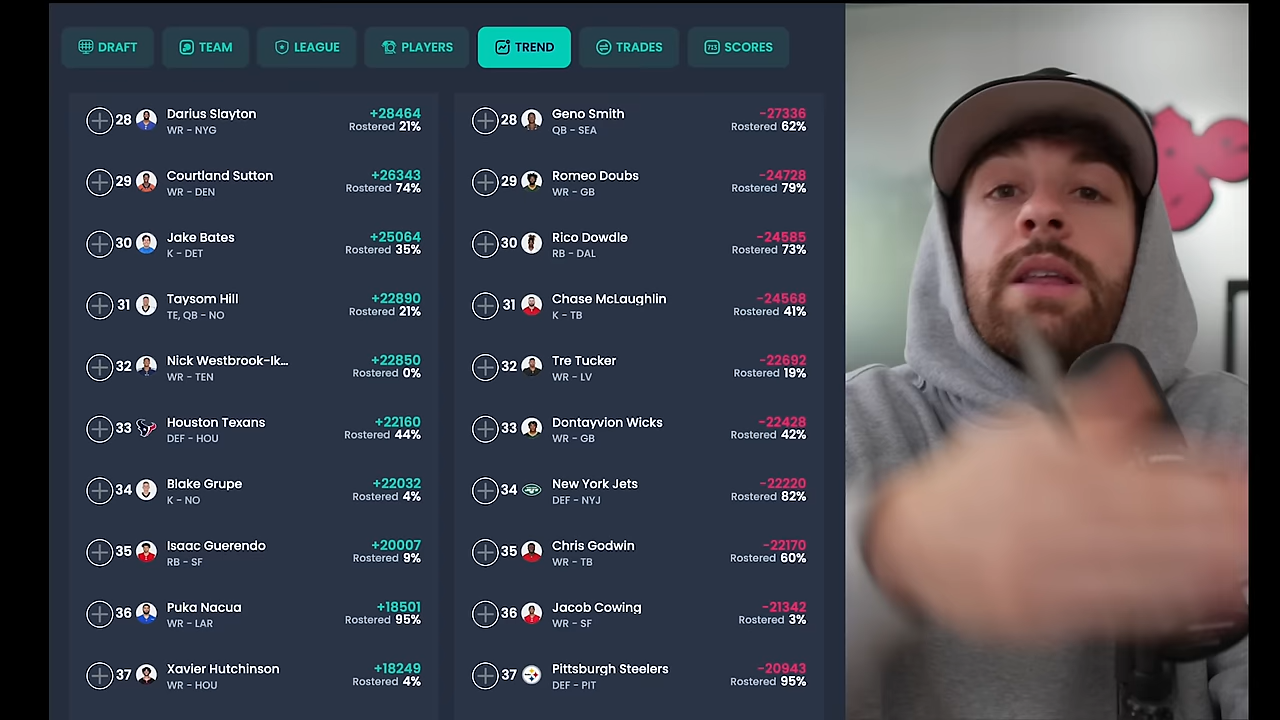 DRAFT
TEAM
LEAGUE
PLAYERS
TREND
TRADES
SCORES
28 Darius Slayton +28464
WR - NYG Rostered 21%
29 Courtland Sutton +26343
WR - DEN Rostered 74%
30 Jake Bates +25064
K - DET Rostered 35%
31 Taysom Hill +22890
TE, QB - NO Rostered 21%
32 Nick Westbrook-Ik... +22850
WR - TEN Rostered 0%
33 Houston Texans +22160
DEF - HOU Rostered 44%
34 Blake Grupe +22032
K - NO Rostered 4%
35 Isaac Guerendo +20007
RB - SF Rostered 9%
36 Puka Nacua +18501
WR - LAR Rostered 95%
37 Xavier Hutchinson +18249
WR - HOU Rostered 4%
28 Geno Smith -27336
QB - SEA Rostered 62%
29 Romeo Doubs -24728
WR - GB Rostered 79%
30 Rico Dowdle -24585
RB - DAL Rostered 73%
31 Chase McLaughlin -24568
K - TB Rostered 41%
32 Tre Tucker -22692
WR - LV Rostered 19%
33 Dontayvion Wicks -22428
WR - GB Rostered 42%
34 New York Jets -22220
DEF - NYJ Rostered 82%
35 Chris Godwin -22170
WR - TB Rostered 60%
36 Jacob Cowing -21342
WR - SF Rostered 3%
37 Pittsburgh Steelers -20943
DEF - PIT Rostered 95%